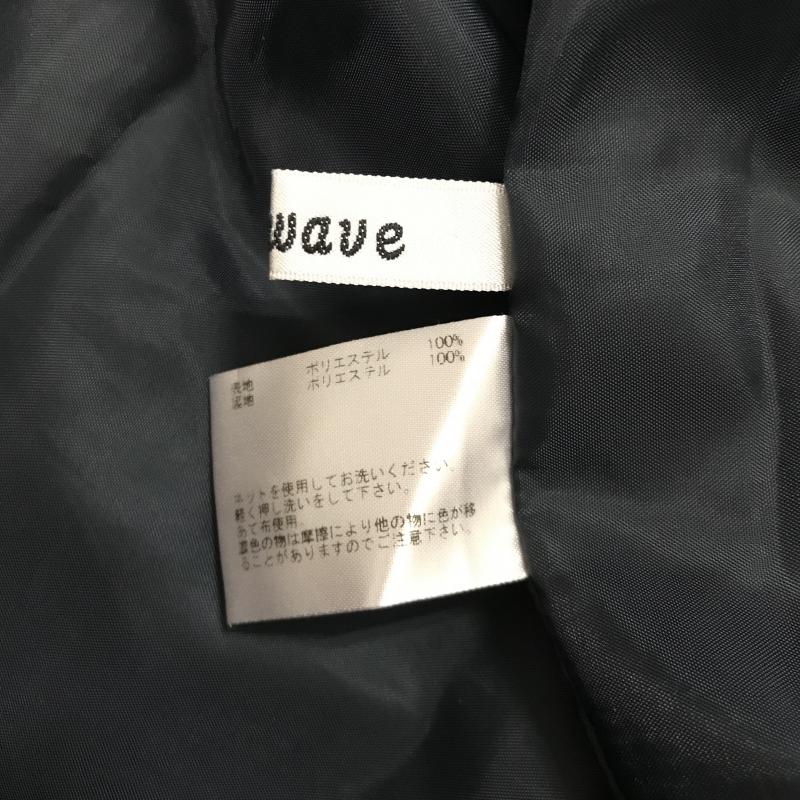 wave
表地 ポリエステル 100%
裏地 ポリエステル 100%
ネットを使用してお洗いください。
軽く押し洗いをして下さい。
あて布使用。
濃色の物は摩擦により他の物に色が移
ることがありますのでご注意下さい。